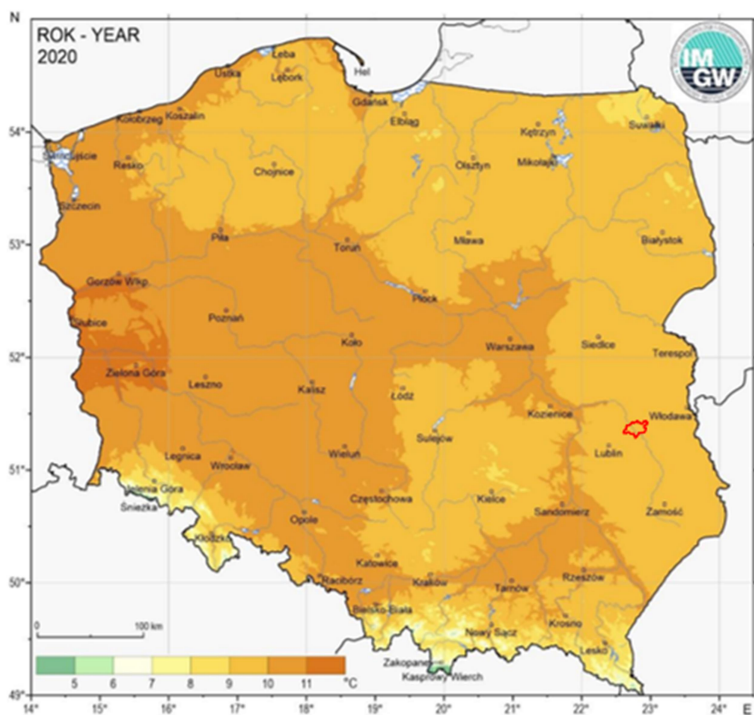 N
ROK - YEAR
2020
IM
GW
Łeba
Ustka
Lębork
Hel
Gdańsk
Koszalin
Kołobrzeg
Elbląg
Kętrzyn
Suwałki
54°
Świnoujście
Resko
Chojnice
Olsztyn
Mikołajki
Szczecin
Piła
Toruń
Mława
Białystok
53°
Gorzów Wlkp.
Płock
Słubice
Poznań
Koło
Warszawa
Siedlce
Terespol
52°
Zielona Góra
Leszno
Kalisz
Łódź
Kozienice
Włodawa
Sulejów
Lublin
Legnica
Wrocław
Wieluń
51°
Jelenia Góra
Śnieżka
Częstochowa
Kielce
Sandomierz
Zamość
Opole
Kłodzko
Katowice
Racibórz
Kraków
Tarnów
Rzeszów
50°
Bielsko-Biała
Nowy Sącz
Krosno
Lesko
0 100 km
Zakopane
Kasprowy Wierch
5 6 7 8 9 10 11 °C
49°
14° 15° 16° 17° 18° 19° 20° 21° 22° 23° 24° E